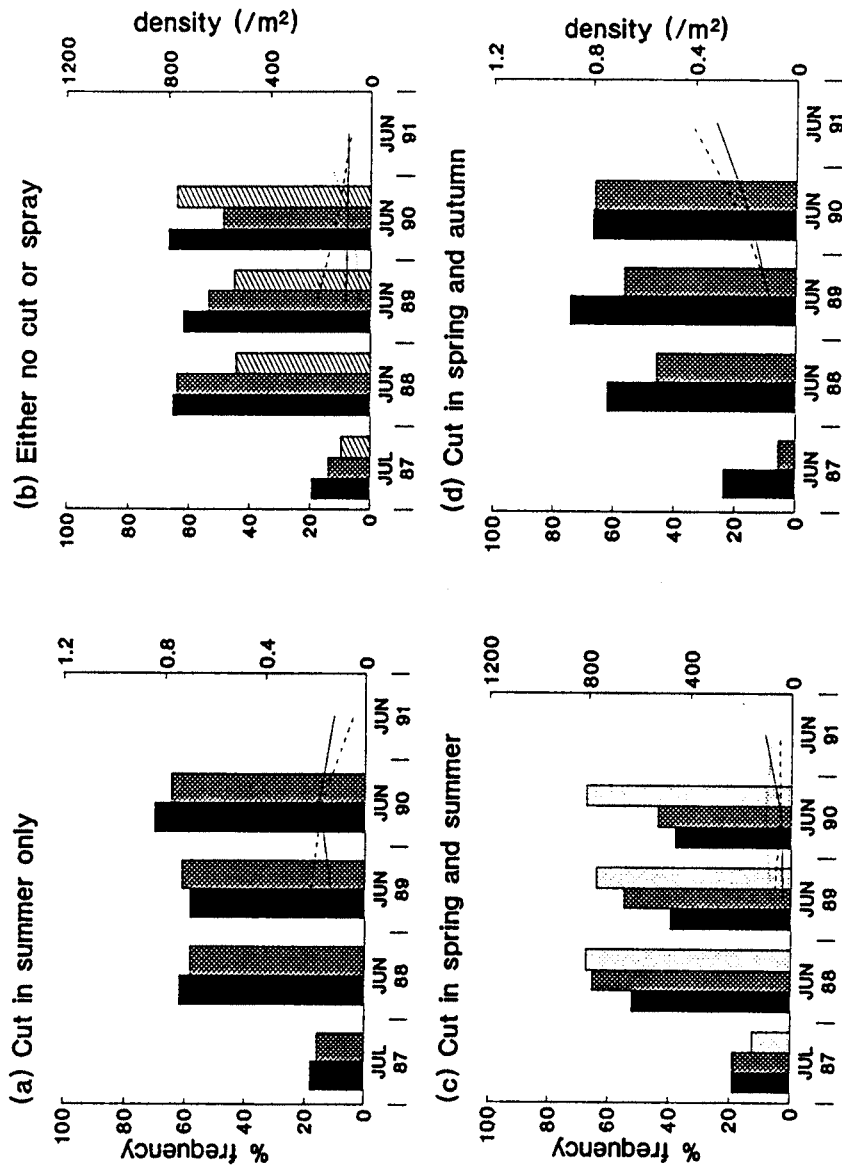 (a) Cut in summer only
% frequency
100
80
60
40
20
0
1.2
0.8
0.4
0
JUL 87
JUN 88
JUN 89
JUN 90
JUN 91
(b) Either no cut or spray
100
80
60
40
20
0
density (/m²)
1200
800
400
0
JUL 87
JUN 88
JUN 89
JUN 90
JUN 91
(c) Cut in spring and summer
% frequency
100
80
60
40
20
0
1200
800
400
0
JUL 87
JUN 88
JUN 89
JUN 90
JUN 91
(d) Cut in spring and autumn
100
80
60
40
20
0
density (/m²)
1.2
0.8
0.4
0
JUN 87
JUN 88
JUN 89
JUN 90
JUN 91